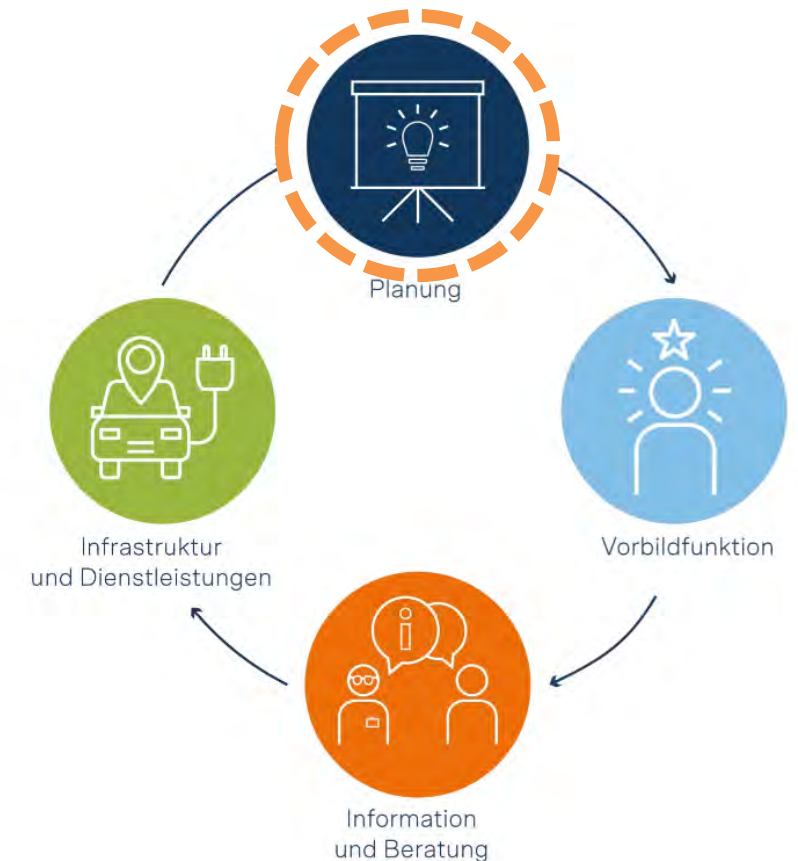 Planung
Vorbildfunktion
Information
und Beratung
Infrastruktur
und Dienstleistungen